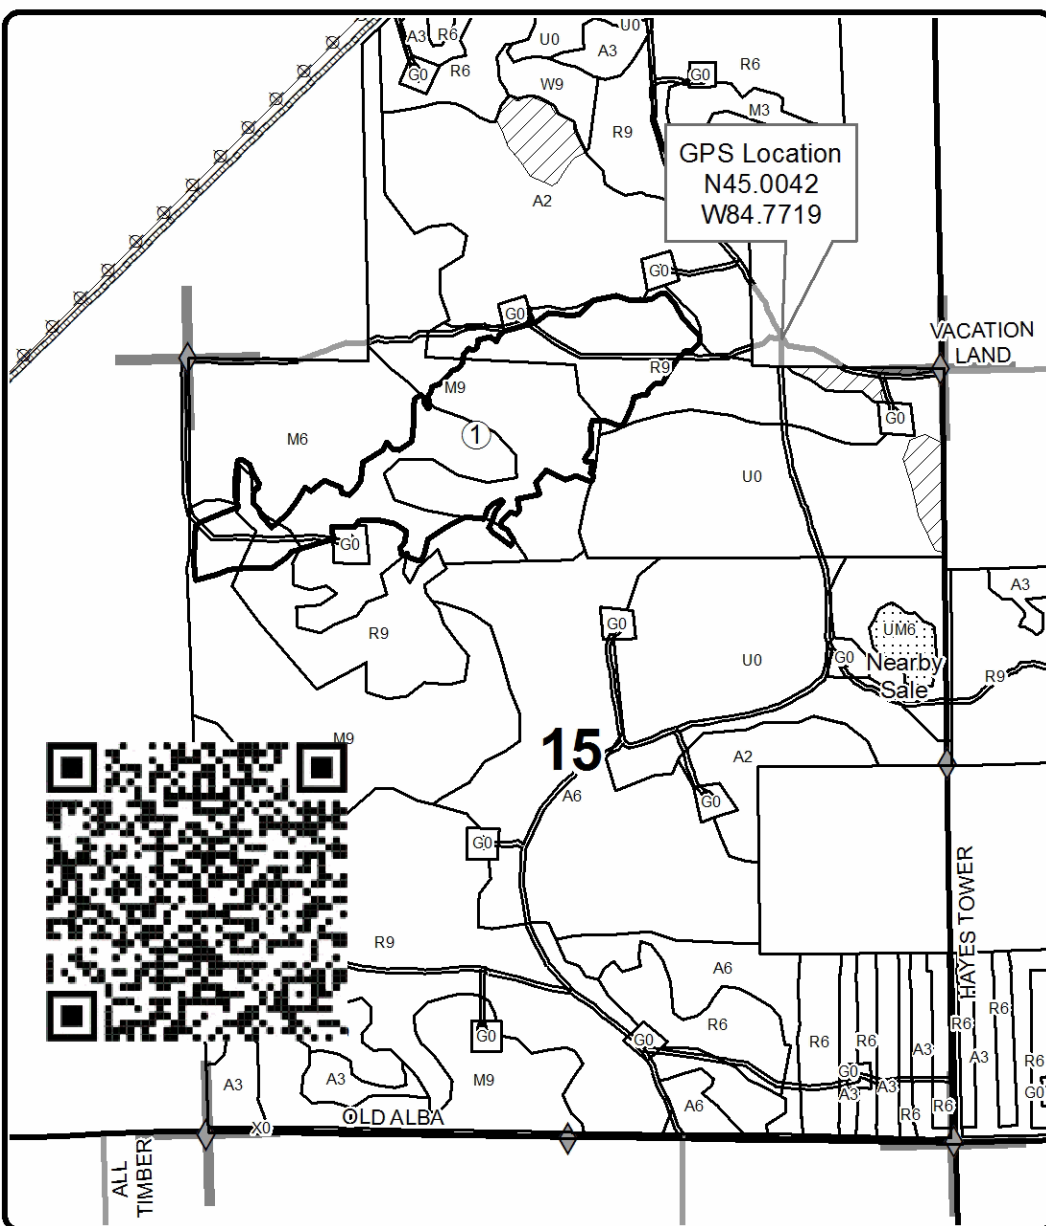 A3
R6
U0
U0
A3
G0
R6
W9
G0
R6
M3
R9
GPS Location
N45.0042
W84.7719
A2
G0
G0
VACATION
LAND
R9
M9
G0
M6
1
U0
G0
A3
R9
G0
UM6
U0
G0
Nearby
Sale
R9
M9
15
A2
A6
G0
G0
HAYES TOWER
R9
A6
R6
R6
R6
R6
R6
A3
A3
R6
G0
G0
G0
A3
A3
G0
A3
A3
M9
A6
R6
R6
X0
OLD ALBA
ALL
TIMBER